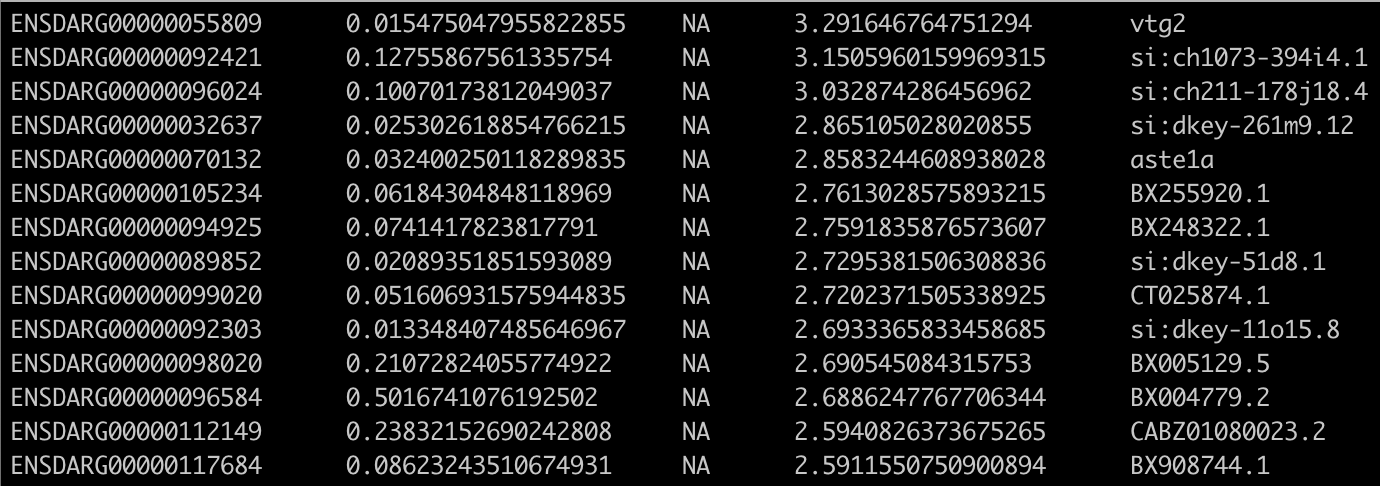 ENSDARG00000055809 0.015475047955822855 NA 3.291646764751294 vtg2
ENSDARG00000092421 0.12755867561335754 NA 3.1505960159969315 si:ch1073-394i4.1
ENSDARG00000096024 0.10070173812049037 NA 3.032874286456962 si:ch211-178j18.4
ENSDARG00000032637 0.025302618854766215 NA 2.865105028020855 si:dkey-261m9.12
ENSDARG00000070132 0.032400250118289835 NA 2.8583244608938028 aste1a
ENSDARG00000105234 0.06184304848118969 NA 2.7613028575893215 BX255920.1
ENSDARG00000094925 0.0741417823817791 NA 2.7591835876573607 BX248322.1
ENSDARG00000089852 0.02089351851593089 NA 2.7295381506308836 si:dkey-51d8.1
ENSDARG00000099020 0.051606931575944835 NA 2.7202371505338925 CT025874.1
ENSDARG00000092303 0.013348407485646967 NA 2.6933365833458685 si:dkey-11o15.8
ENSDARG00000098020 0.21072824055774922 NA 2.690545084315753 BX005129.5
ENSDARG00000096584 0.5016741076192502 NA 2.6886247767706344 BX004779.2
ENSDARG00000112149 0.23832152690242808 NA 2.5940826373675265 CABZ01080023.2
ENSDARG00000117684 0.08623243510674931 NA 2.5911550750900894 BX908744.1